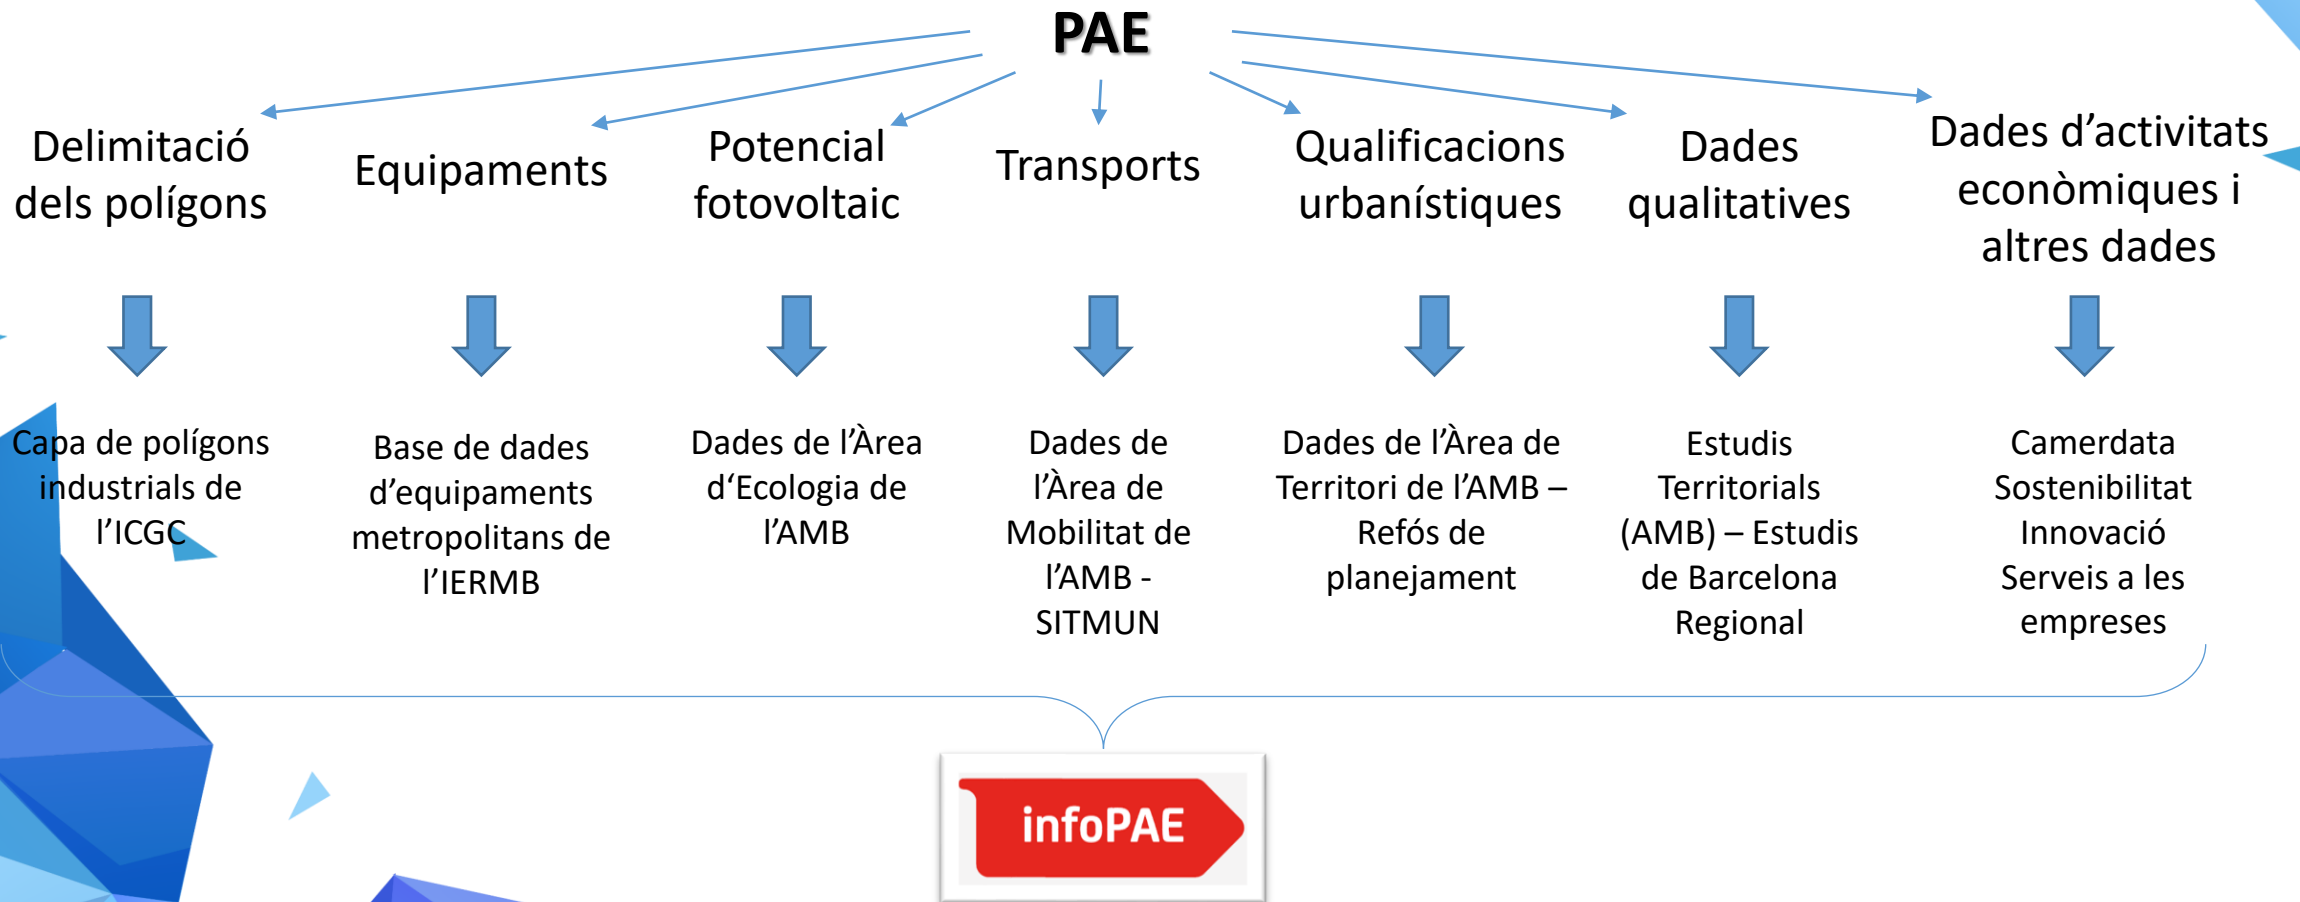 PAE
Delimitació
dels polígons
Equipaments
Potencial
fotovoltaic
Transports
Qualificacions
urbanístiques
Dades
qualitatives
Dades d’activitats
econòmiques i
altres dades
Capa de polígons
industrials de
l’ICGC
Base de dades
d’equipaments
metropolitans de
l’IERMB
Dades de l’Àrea
d‘Ecologia de
l’AMB
Dades de
l’Àrea de
Mobilitat de
l’AMB -
SITMUN
Dades de l’Àrea de
Territori de l’AMB –
Refós de
planejament
Estudis
Territorials
(AMB) – Estudis
de Barcelona
Regional
Camerdata
Sostenibilitat
Innovació
Serveis a les
empreses
infoPAE